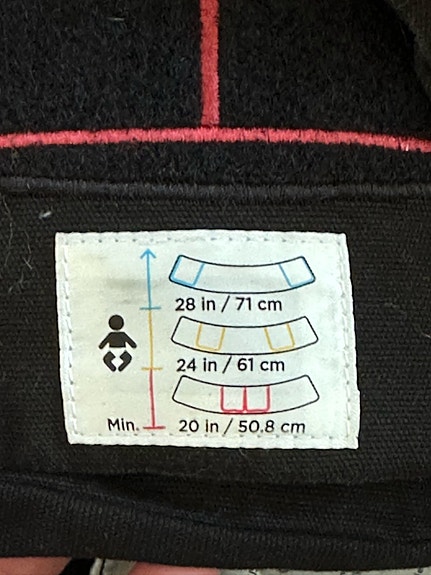 28 in / 71 cm
24 in / 61 cm
Min. 20 in / 50.8 cm